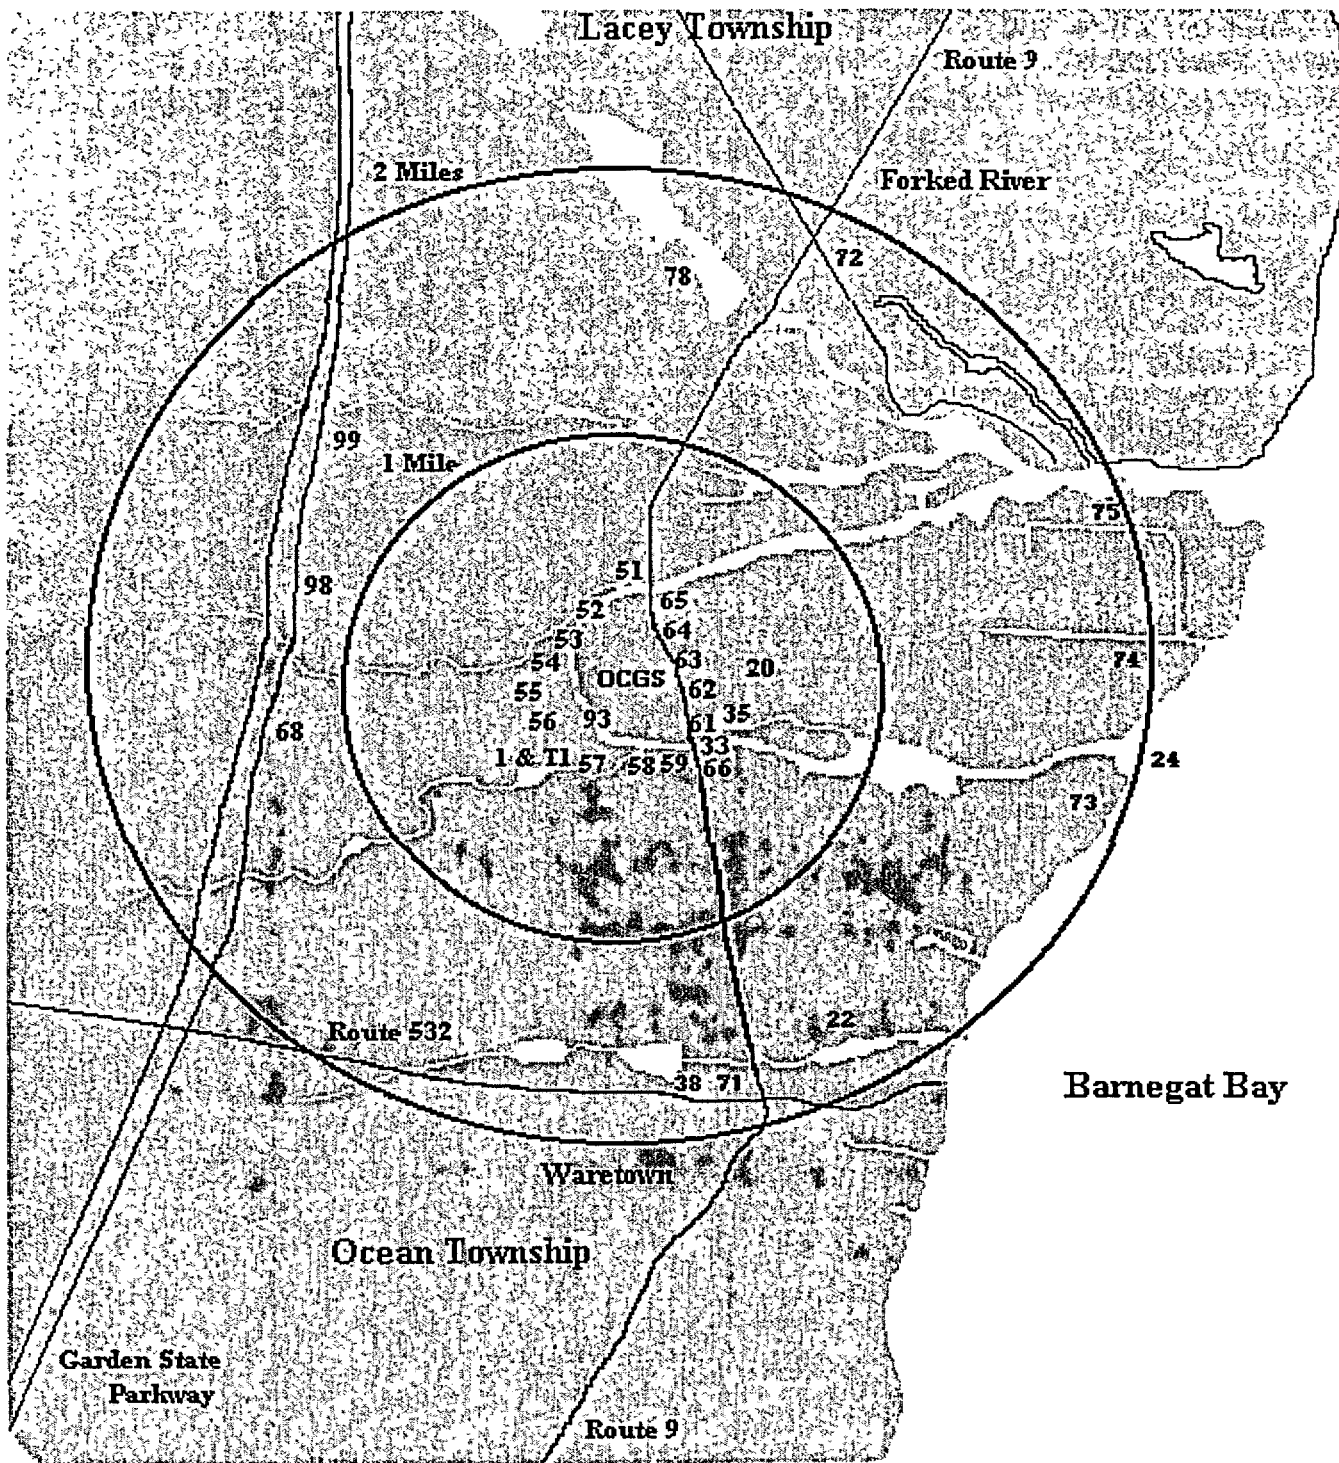 Lacey Township
Route 9
2 Miles
Forked River
72
78
99
1 Mile
75
98
51
65
52
64
53
54
63
20
74
OCGS
55
62
56
93
61
35
68
33
1 & T1
57
58
59
66
24
73
22
Route 532
38
71
Barnegat Bay
Waretown
Ocean Township
Garden State
Parkway
Route 9